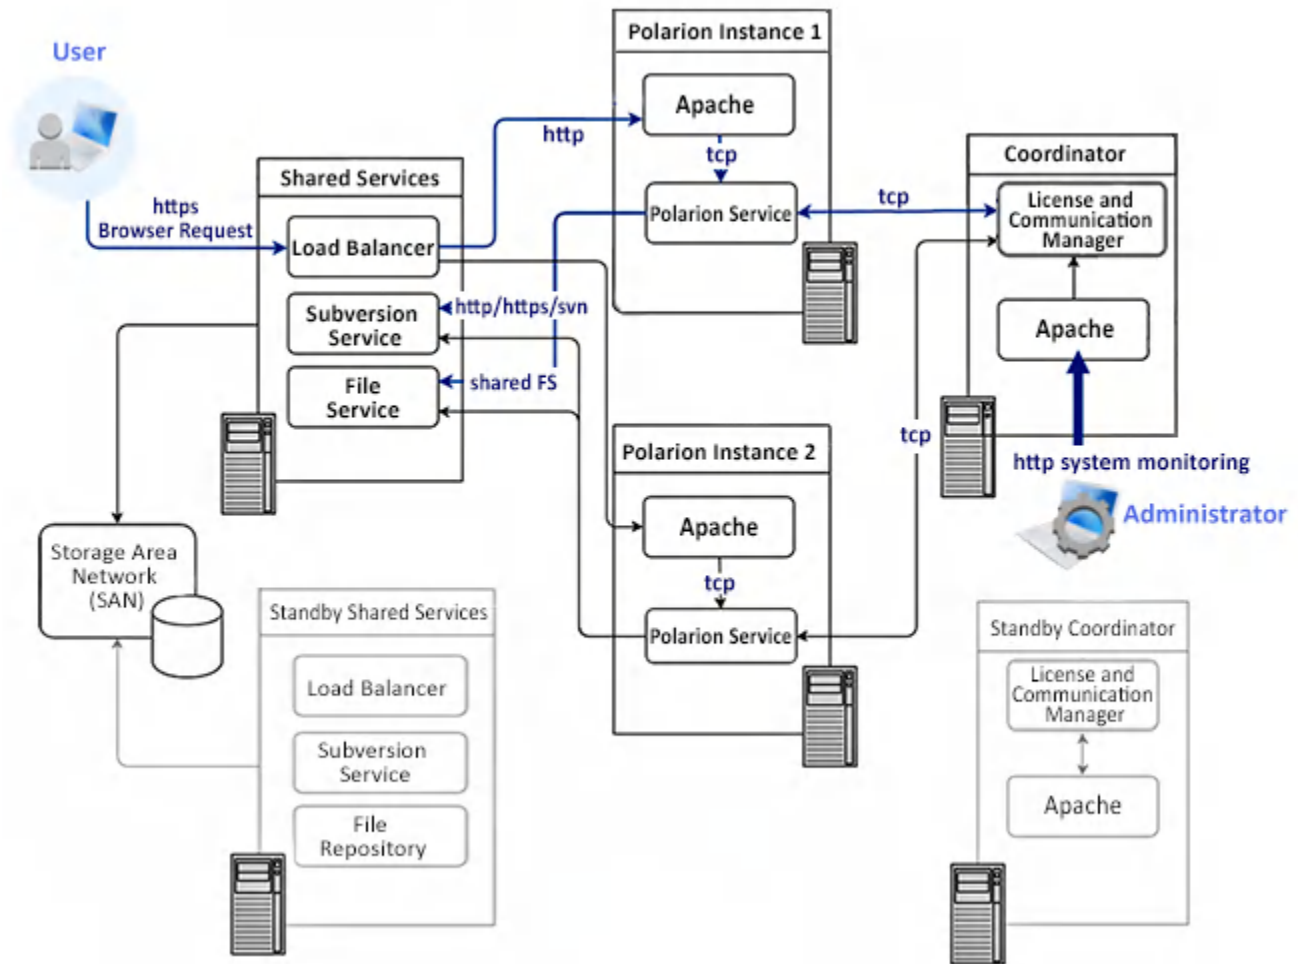 User
https
Browser Request
Shared Services
Load Balancer
Subversion
Service
File
Service
http
http/https/svn
shared FS
Polarion Instance 1
Apache
tcp
Polarion Service
tcp
Coordinator
License and
Communication
Manager
Apache
tcp
http system monitoring
Administrator
Polarion Instance 2
Apache
tcp
Polarion Service
Storage Area
Network
(SAN)
Standby Shared Services
Load Balancer
Subversion
Service
File
Repository
Standby Coordinator
License and
Communication
Manager
Apache